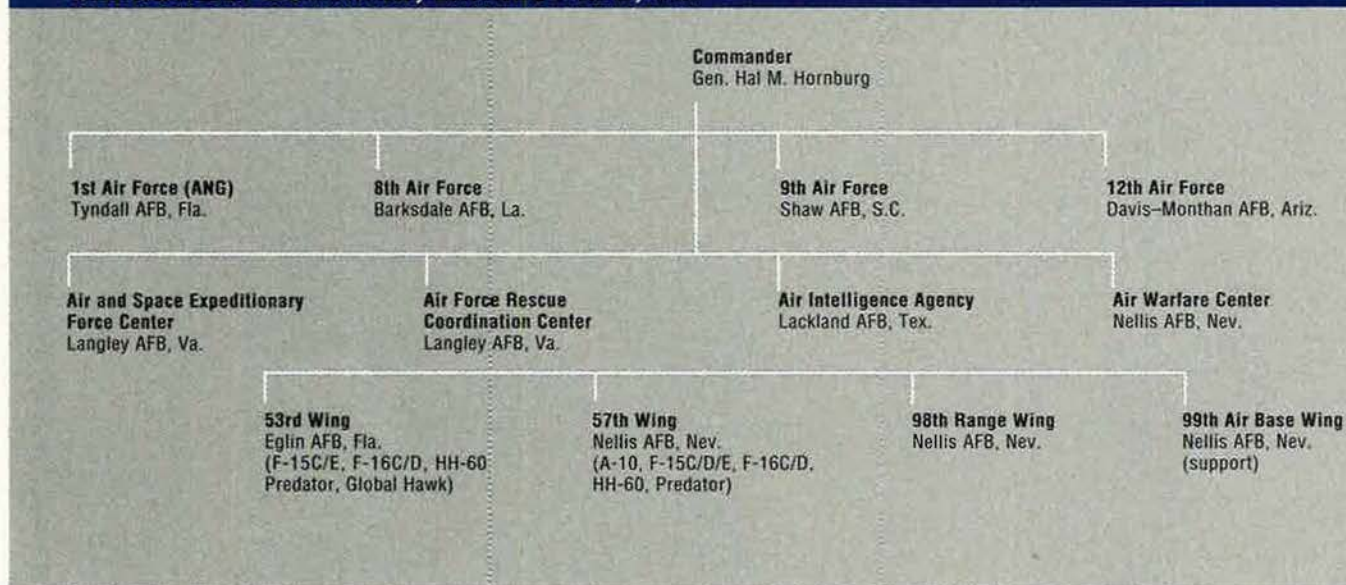 Commander
Gen. Hal M. Hornburg
1st Air Force (ANG)
Tyndall AFB, Fla.
8th Air Force
Barksdale AFB, La.
9th Air Force
Shaw AFB, S.C.
12th Air Force
Davis–Monthan AFB, Ariz.
Air and Space Expeditionary
Force Center
Langley AFB, Va.
Air Force Rescue
Coordination Center
Langley AFB, Va.
Air Intelligence Agency
Lackland AFB, Tex.
Air Warfare Center
Nellis AFB, Nev.
53rd Wing
Eglin AFB, Fla.
(F-15C/E, F-16C/D, HH-60
Predator, Global Hawk)
57th Wing
Nellis AFB, Nev.
(A-10, F-15C/D/E, F-16C/D,
HH-60, Predator)
98th Range Wing
Nellis AFB, Nev.
99th Air Base Wing
Nellis AFB, Nev.
(support)